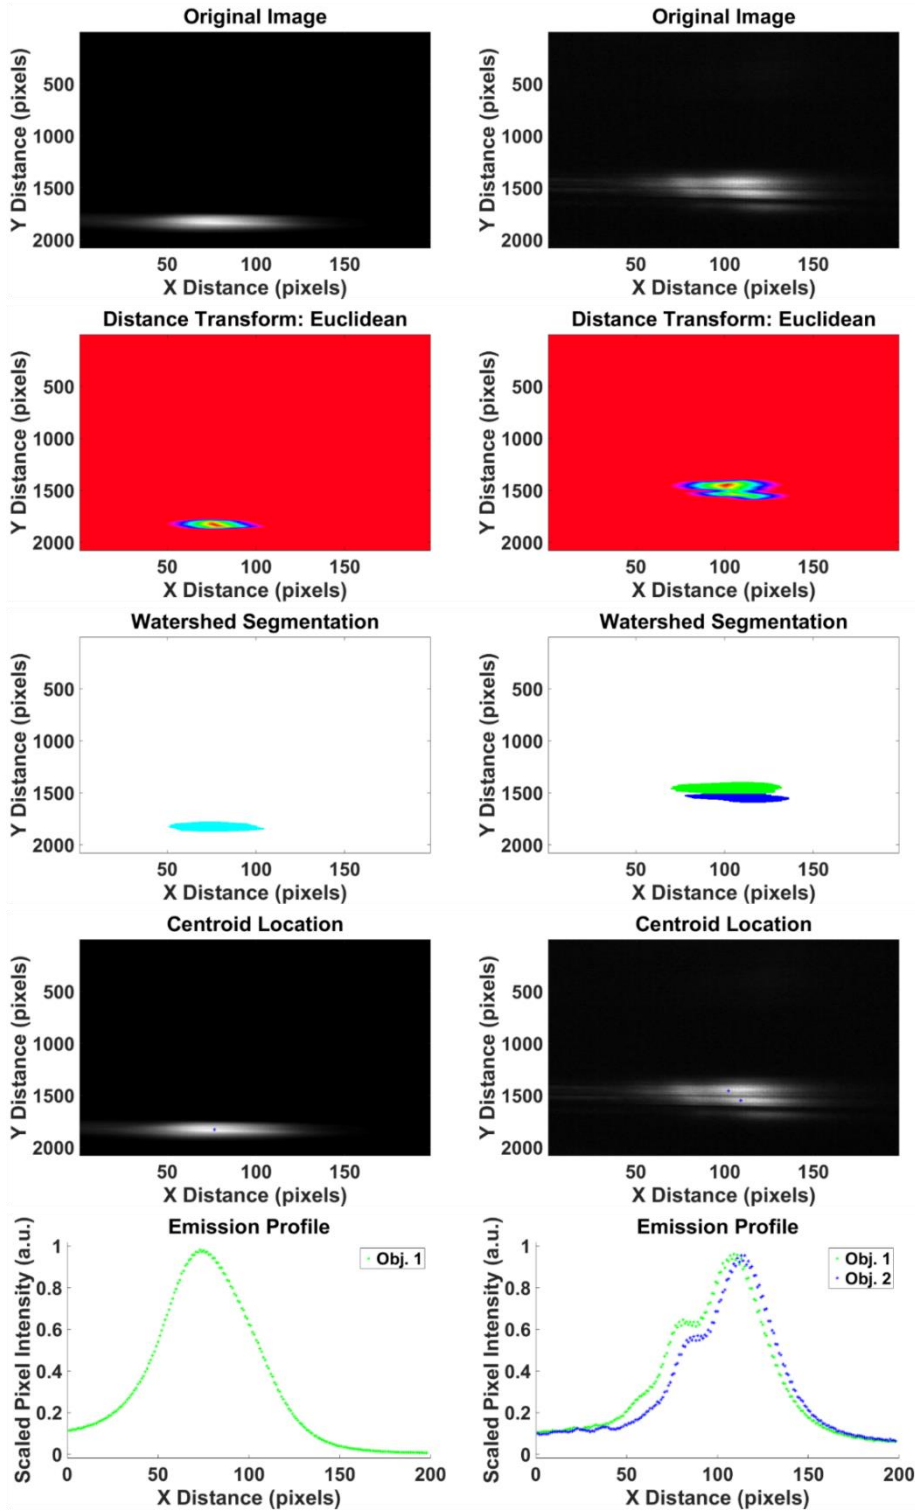 Original Image
Original Image
Y Distance (pixels)
500
1000
1500
2000
50
100
150
X Distance (pixels)
Y Distance (pixels)
500
1000
1500
2000
50
100
150
X Distance (pixels)
Distance Transform: Euclidean
Distance Transform: Euclidean
Y Distance (pixels)
500
1000
1500
2000
50
100
150
X Distance (pixels)
Y Distance (pixels)
500
1000
1500
2000
50
100
150
X Distance (pixels)
Watershed Segmentation
Watershed Segmentation
Y Distance (pixels)
500
1000
1500
2000
50
100
150
X Distance (pixels)
Y Distance (pixels)
500
1000
1500
2000
50
100
150
X Distance (pixels)
Centroid Location
Centroid Location
Y Distance (pixels)
500
1000
1500
2000
50
100
150
X Distance (pixels)
Y Distance (pixels)
500
1000
1500
2000
50
100
150
X Distance (pixels)
Emission Profile
Emission Profile
Scaled Pixel Intensity (a.u.)
1
0.8
0.6
0.4
0.2
0
0
50
100
150
200
X Distance (pixels)
Obj. 1
Scaled Pixel Intensity (a.u.)
1
0.8
0.6
0.4
0.2
0
0
50
100
150
200
X Distance (pixels)
Obj. 1
Obj. 2